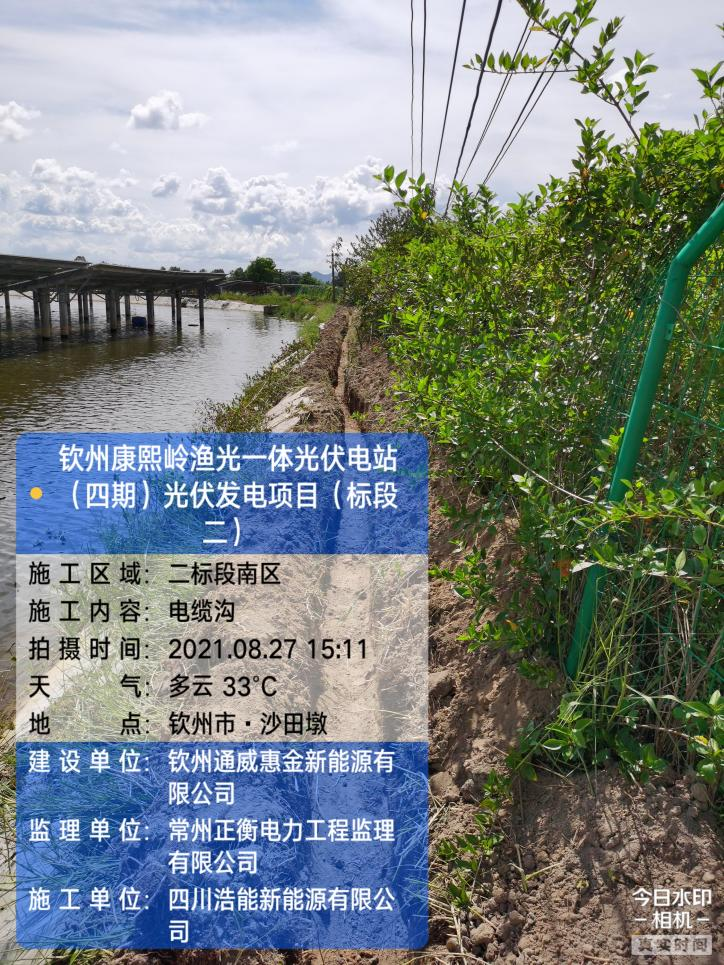 钦州康熙岭渔光一体光伏电站
（四期）光伏发电项目（标段
二）
施工区域：二标段南区
施工内容：电缆沟
拍摄时间：2021.08.27 15:11
天气：多云 33℃
地点：钦州市·沙田墩
建设单位：钦州通威惠金新能源有
限公司
监理单位：常州正衡电力工程监理
有限公司
施工单位：四川浩能新能源有限公
司
今日水印
-相机-
真实时间